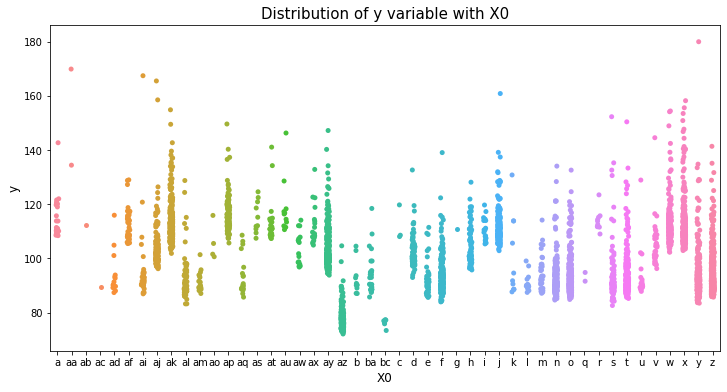 Distribution of y variable with X0
180
160
140
120
100
80
y
a aa ab ac ad af ai aj ak al am ao ap aq as at au aw ax ay az b ba bc c d e f g h i j k l m n o q r s t u v w x y z
X0